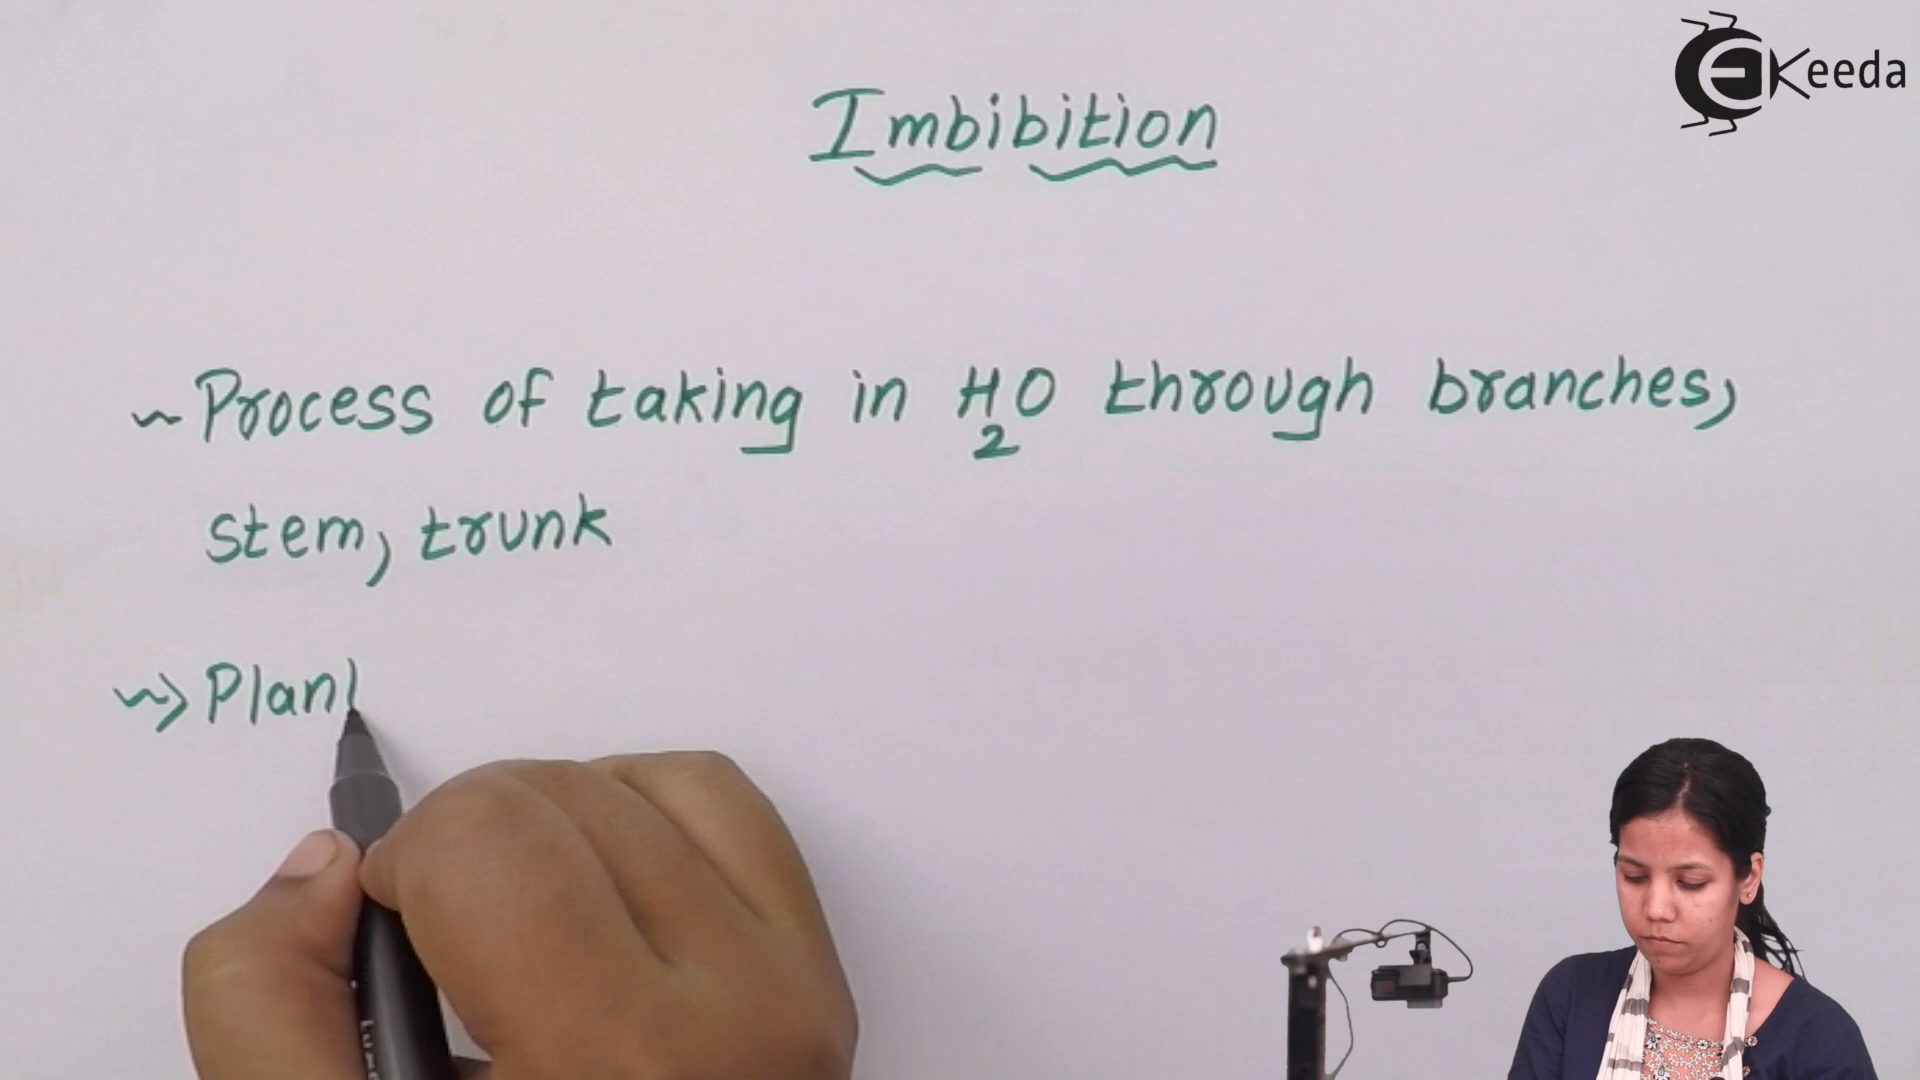 Imbibition
EKeeda
~ Process of taking in H2O through branches,
stem, trunk
~> Plan